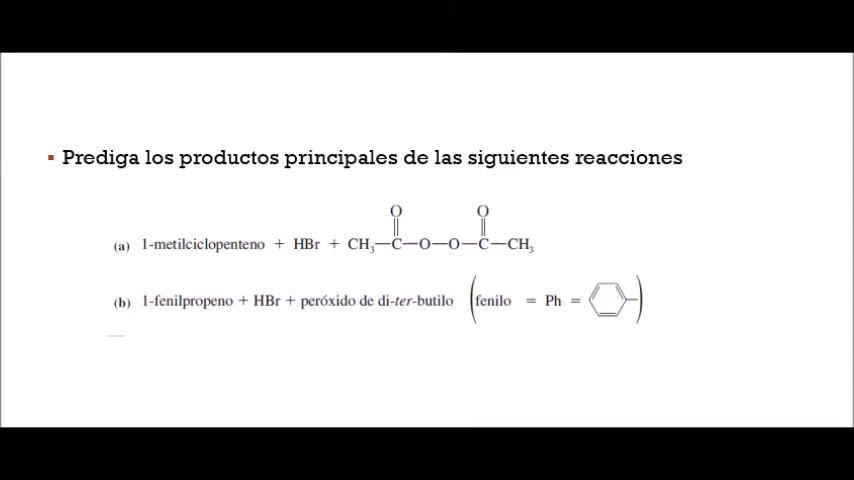 ▪ Prediga los productos principales de las siguientes reacciones
O O
(a) 1-metilciclopenteno + HBr + CH₃—C—O—O—C—CH₃
(b) 1-fenilpropeno + HBr + peróxido de di-ter-butilo (fenilo = Ph = )